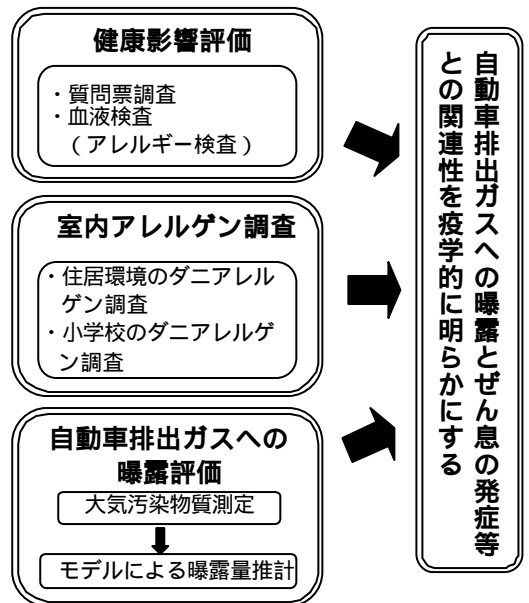 健康影響評価
・質問票調査
・血液検査
（アレルギー検査）
室内アレルゲン調査
・住居環境のダニアレル
ゲン調査
・小学校のダニアレルゲ
ン調査
自動車排出ガスへの
曝露評価
大気汚染物質測定
モデルによる曝露量推計
自動車排出ガスへの曝露とぜん息の発症等
との関連性を疫学的に明らかにする